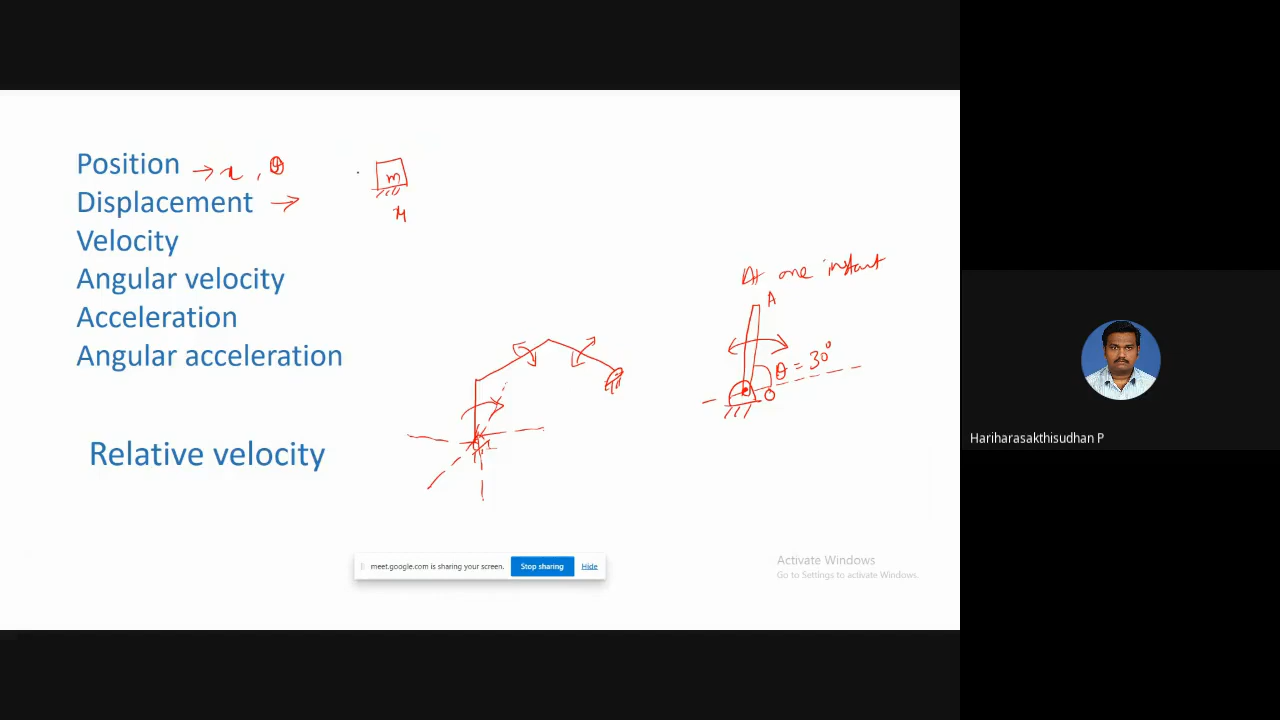 Position → x , θ
m
Displacement →
x₁
Velocity
Angular velocity
At one instant
A
Acceleration
Angular acceleration
θ = 30°
O
Relative velocity
Hariharasakthisudhan P
meet.google.com is sharing your screen.
Stop sharing
Hide
Activate Windows
Go to Settings to activate Windows.